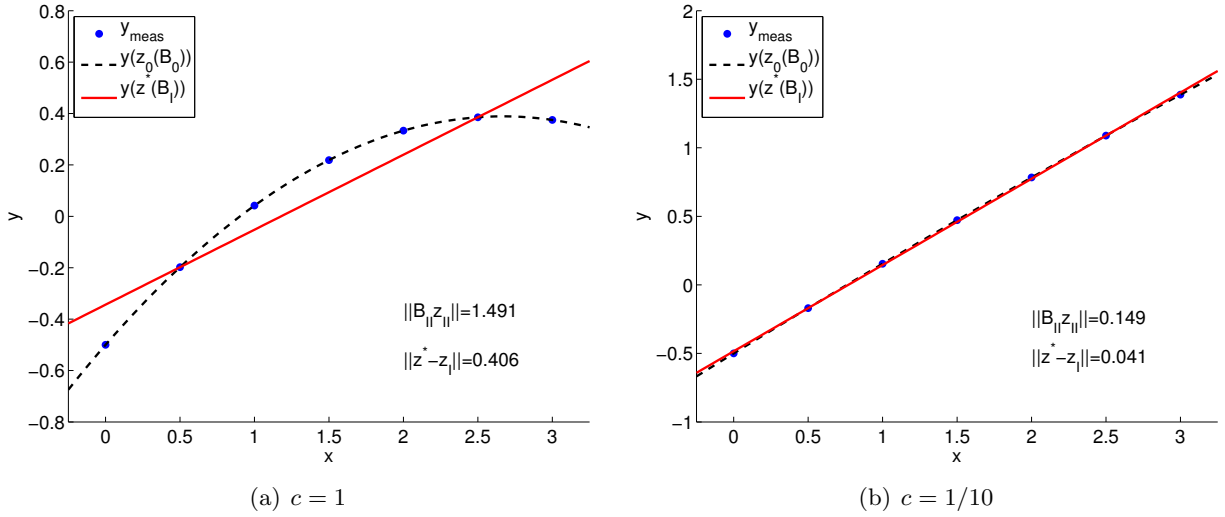 0.8
0.6
0.4
0.2
0
−0.2
−0.4
−0.6
−0.8
y
y_meas
y(z_0(B_0))
y(z^*(B_I))
||B_II z_II||=1.491
||z^*−z_I||=0.406
0 0.5 1 1.5 2 2.5 3
x
(a) c = 1
2
1.5
1
0.5
0
−0.5
−1
y
y_meas
y(z_0(B_0))
y(z^*(B_I))
||B_II z_II||=0.149
||z^*−z_I||=0.041
0 0.5 1 1.5 2 2.5 3
x
(b) c = 1/10